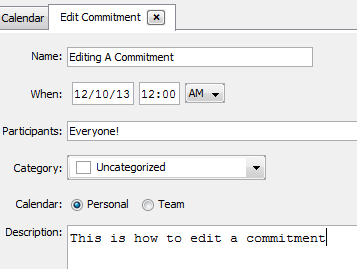 Calendar Edit Commitment
Name: Editing A Commitment
When: 12/10/13 12:00 AM
Participants: Everyone!
Category: Uncategorized
Calendar: Personal Team
Description: This is how to edit a commitment